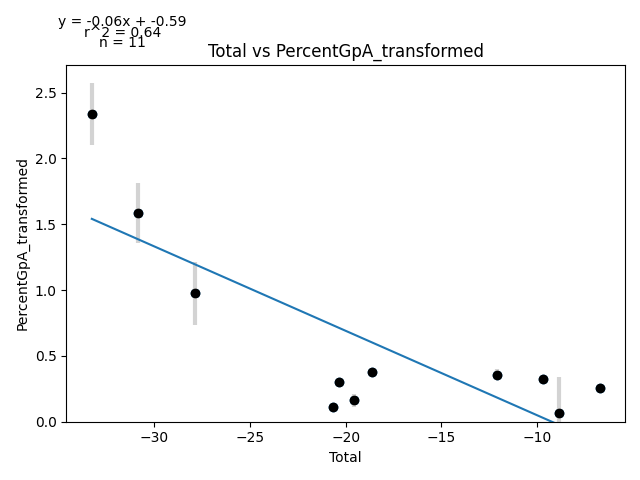 y = -0.06x + -0.59
r^2 = 0.64
n = 11
Total vs PercentGpA_transformed
PercentGpA_transformed
2.5
2.0
1.5
1.0
0.5
0.0
−30
−25
−20
−15
−10
Total